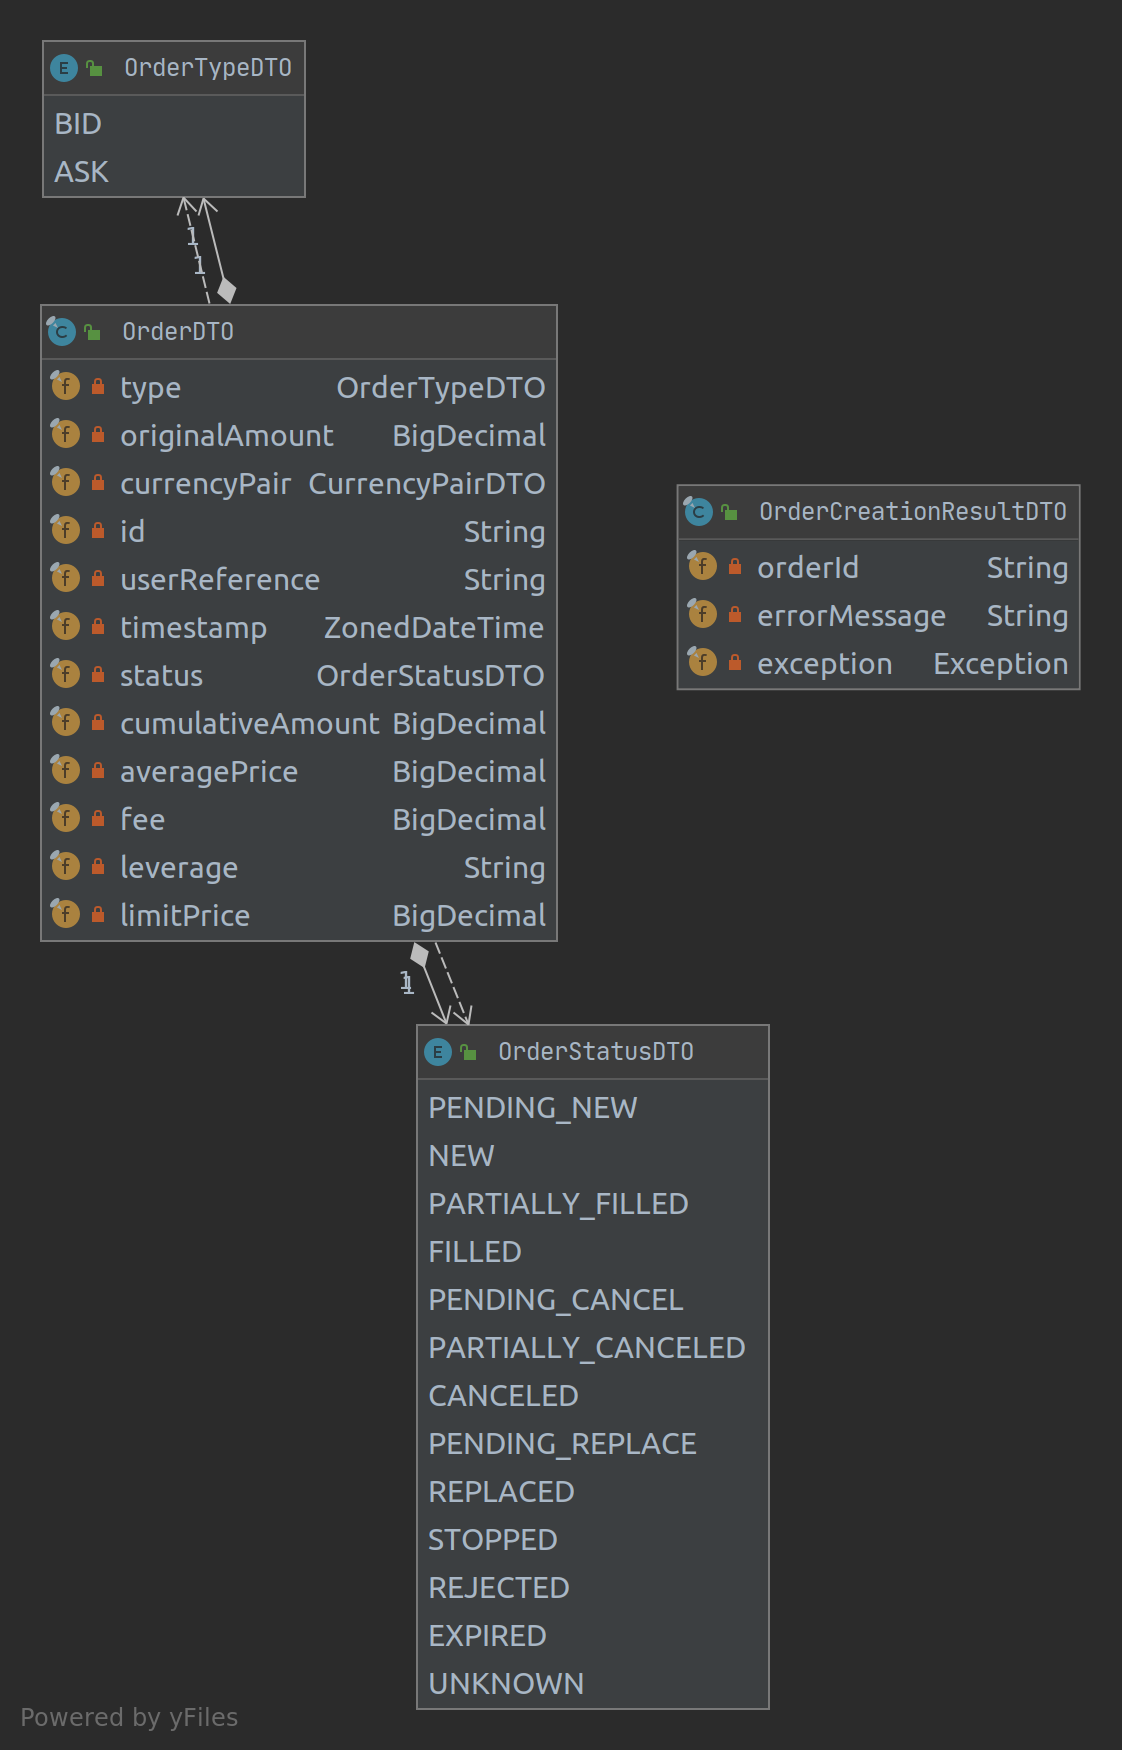 E OrderTypeDTO
BID
ASK
1
1
C OrderDTO
f type OrderTypeDTO
f originalAmount BigDecimal
f currencyPair CurrencyPairDTO
f id String
f userReference String
f timestamp ZonedDateTime
f status OrderStatusDTO
f cumulativeAmount BigDecimal
f averagePrice BigDecimal
f fee BigDecimal
f leverage String
f limitPrice BigDecimal
C OrderCreationResultDTO
f orderId String
f errorMessage String
f exception Exception
1
1
E OrderStatusDTO
PENDING_NEW
NEW
PARTIALLY_FILLED
FILLED
PENDING_CANCEL
PARTIALLY_CANCELED
CANCELED
PENDING_REPLACE
REPLACED
STOPPED
REJECTED
EXPIRED
UNKNOWN
Powered by yFiles